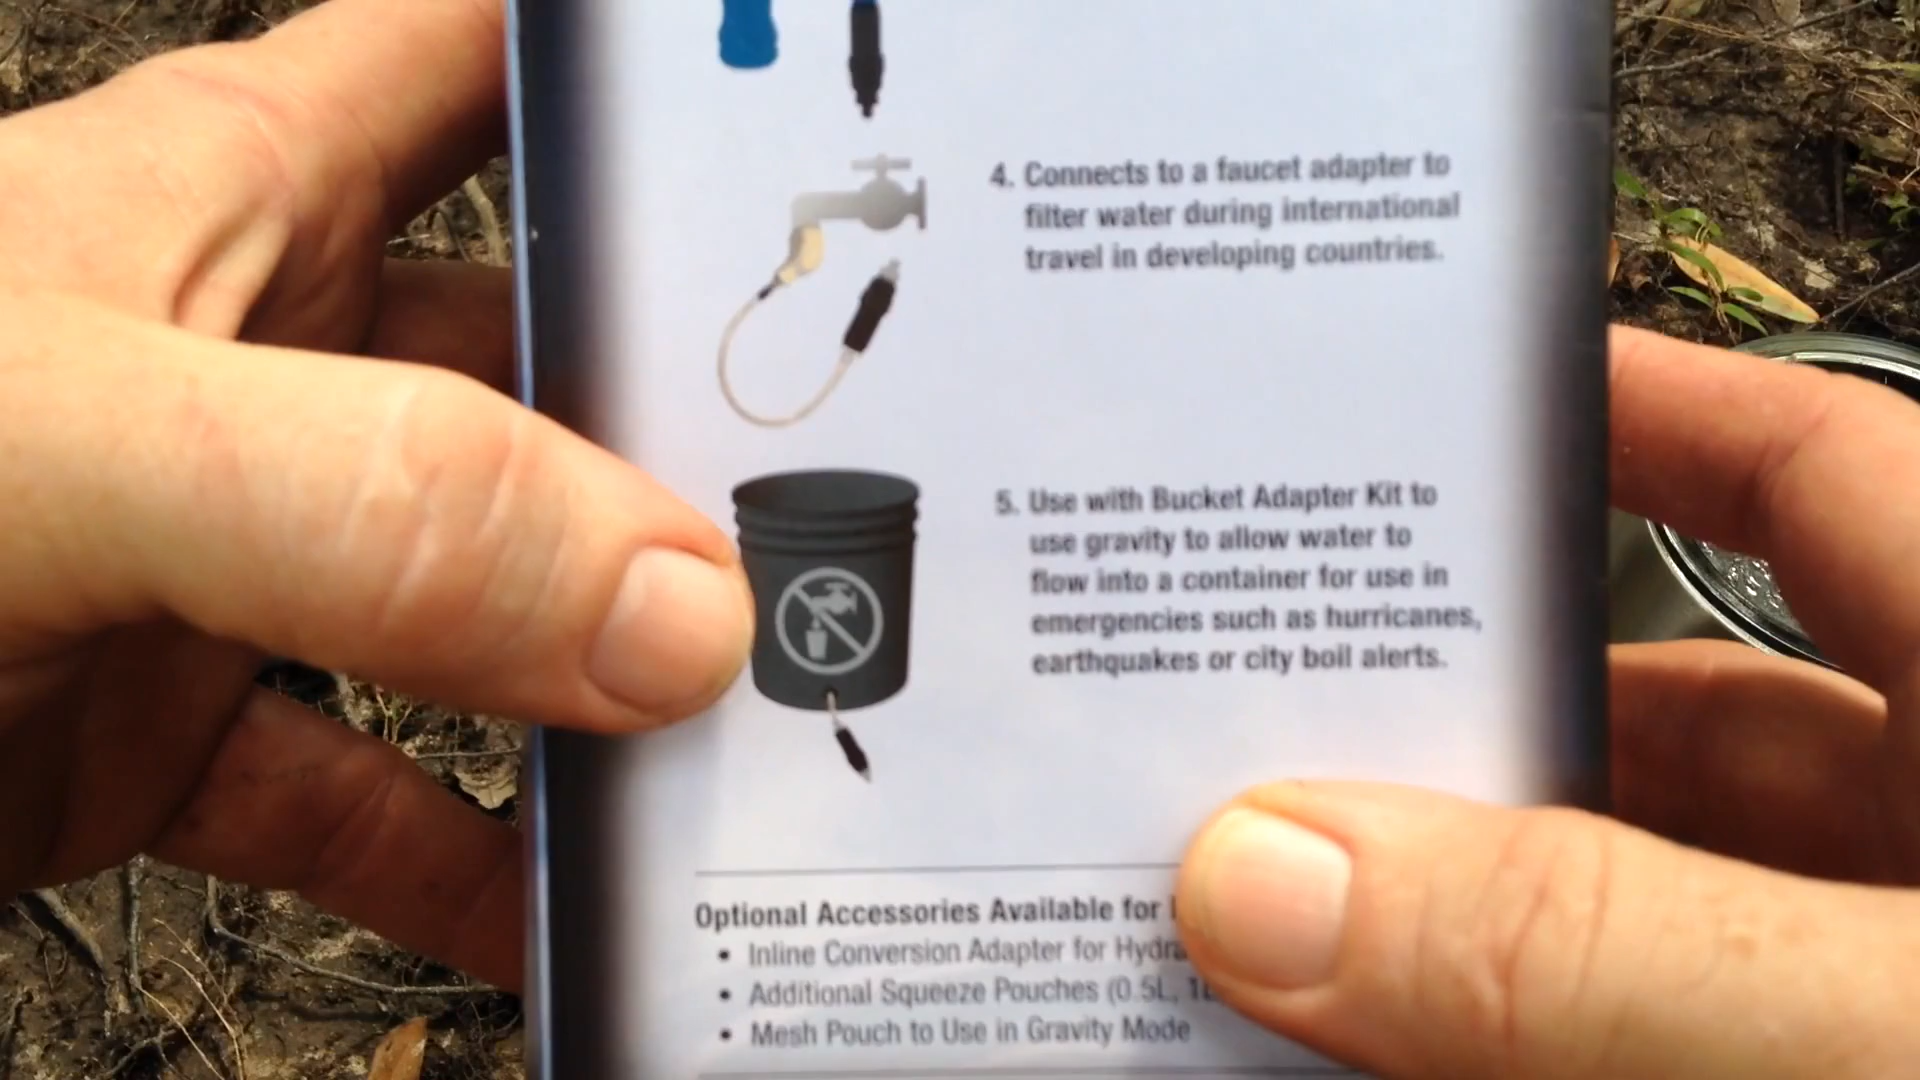 4. Connects to a faucet adapter to
filter water during international
travel in developing countries.
5. Use with Bucket Adapter Kit to
use gravity to allow water to
flow into a container for use in
emergencies such as hurricanes,
earthquakes or city boil alerts.
Optional Accessories Available for
• Inline Conversion Adapter for
• Additional Squeeze Pouches (0.5L,
• Mesh Pouch to Use in Gravity Mode